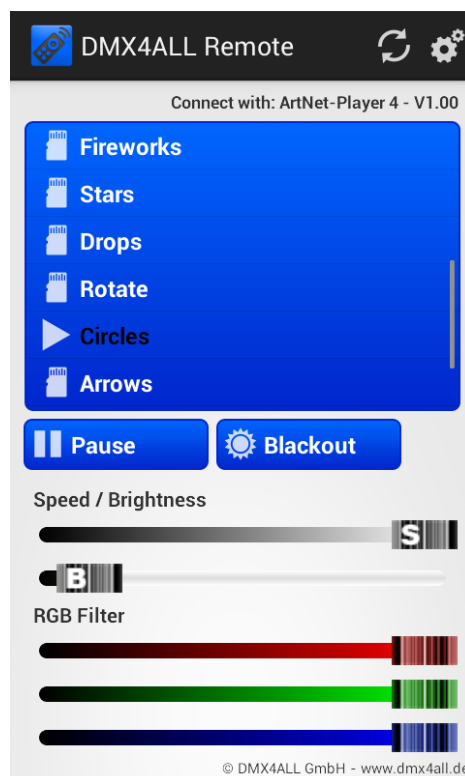 DMX4ALL Remote
Connect with: ArtNet-Player 4 - V1.00
Fireworks
Stars
Drops
Rotate
Circles
Arrows
Pause Blackout
Speed / Brightness
S
B
RGB Filter
© DMX4ALL GmbH - www.dmx4all.de